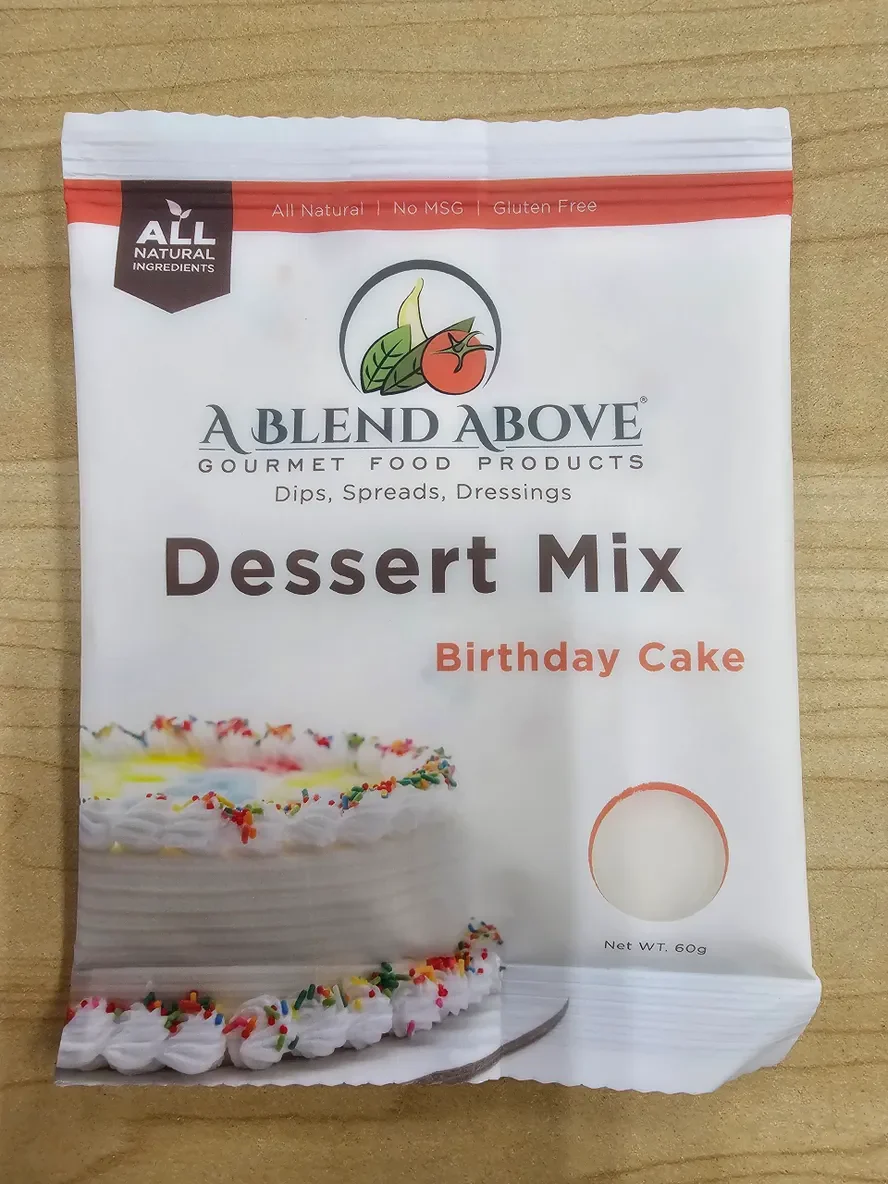 All Natural | No MSG | Gluten Free
ALL
NATURAL
INGREDIENTS
A BLEND ABOVE®
GOURMET FOOD PRODUCTS
Dips, Spreads, Dressings
Dessert Mix
Birthday Cake
Net WT. 60g